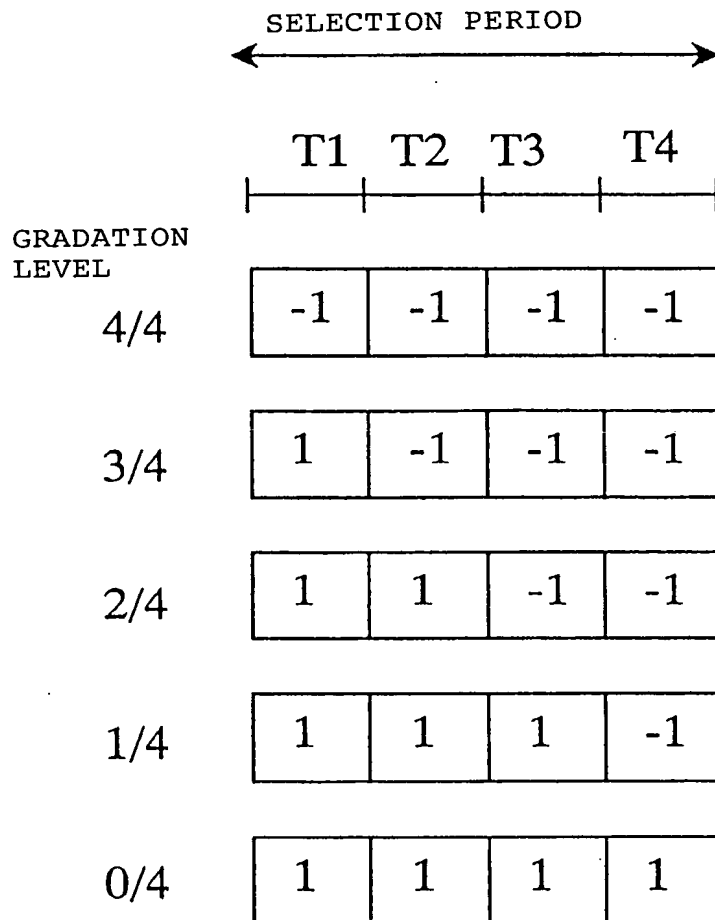 SELECTION PERIOD
T1 T2 T3 T4
GRADATION
LEVEL
4/4 -1 -1 -1 -1
3/4 1 -1 -1 -1
2/4 1 1 -1 -1
1/4 1 1 1 -1
0/4 1 1 1 1